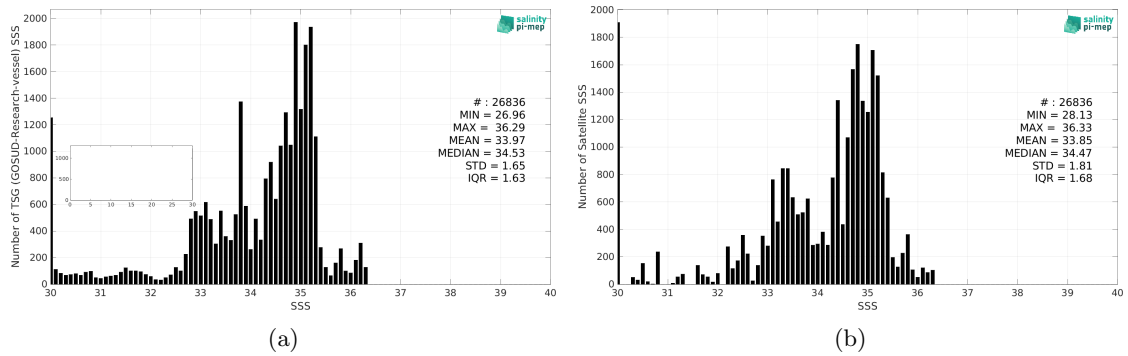 2000
1800
1600
1400
1200
1000
800
600
400
200
0
Number of TSG (GOSUD-Research-vessel) SSS
1000
500
0
0 5 10 15 20 25 30
salinity
pi-mep
# : 26836
MIN = 26.96
MAX = 36.29
MEAN = 33.97
MEDIAN = 34.53
STD = 1.65
IQR = 1.63
30 31 32 33 34 35 36 37 38 39 40
SSS
(a)
2000
1800
1600
1400
1200
1000
800
600
400
200
0
Number of Satellite SSS
salinity
pi-mep
# : 26836
MIN = 28.13
MAX = 36.33
MEAN = 33.85
MEDIAN = 34.47
STD = 1.81
IQR = 1.68
30 31 32 33 34 35 36 37 38 39 40
SSS
(b)